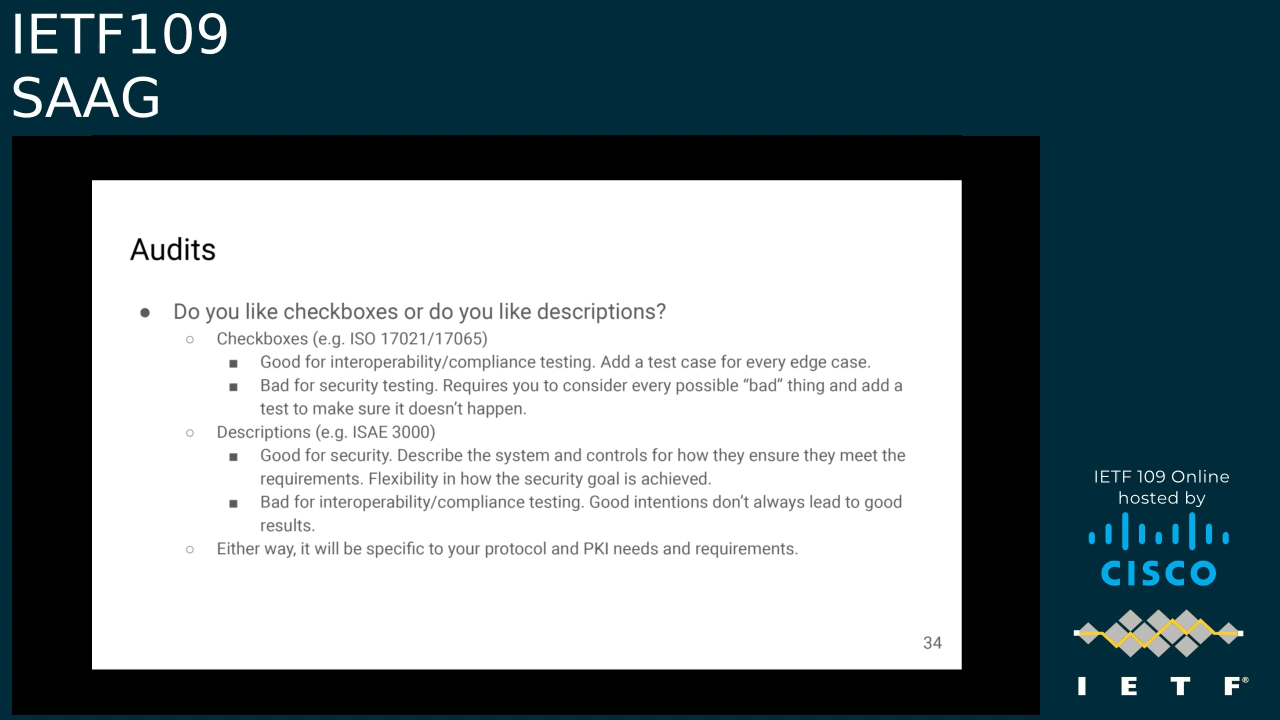 IETF109
SAAG
Audits
● Do you like checkboxes or do you like descriptions?
○ Checkboxes (e.g. ISO 17021/17065)
■ Good for interoperability/compliance testing. Add a test case for every edge case.
■ Bad for security testing. Requires you to consider every possible “bad” thing and add a
test to make sure it doesn’t happen.
○ Descriptions (e.g. ISAE 3000)
■ Good for security. Describe the system and controls for how they ensure they meet the
requirements. Flexibility in how the security goal is achieved.
■ Bad for interoperability/compliance testing. Good intentions don’t always lead to good
results.
○ Either way, it will be specific to your protocol and PKI needs and requirements.
34
IETF 109 Online
hosted by
CISCO
I E T F®